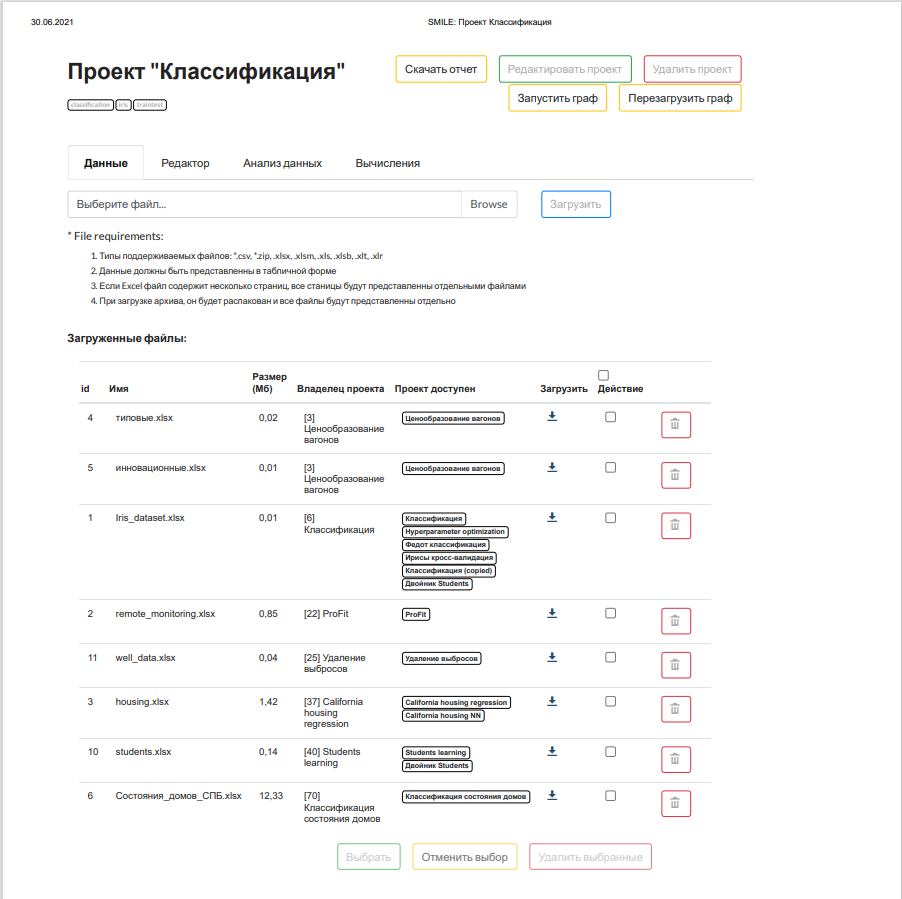 30.06.2021 SMILE: Проект Классификация
Проект "Классификация" Скачать отчет Редактировать проект Удалить проект
classification iris traintest Запустить граф Перезагрузить граф
Данные Редактор Анализ данных Вычисления
Выберите файл... Browse Загрузить
* File requirements:
1. Типы поддерживаемых файлов: *.csv, *.zip, .xlsx, .xlsm, .xls, .xlsb, .xlt, .xlr
2. Данные должны быть представлены в табличной форме
3. Если Excel файл содержит несколько страниц, все станицы будут представленны отдельными файлами
4. При загрузке архива, он будет распакован и все файлы будут представленны отдельно
Загруженные файлы:
Размер
id Имя (Мб) Владелец проекта Проект доступен Загрузить Действие
4 типовые.xlsx 0,02 [3] Ценообразование вагонов
Ценообразование
вагонов
5 инновационные.xlsx 0,01 [3] Ценообразование вагонов
Ценообразование
вагонов
1 Iris_dataset.xlsx 0,01 [6] Классификация
Классификация Hyperparameter optimization
Федот классификация
Ирисы кросс-валидация
Классификация (copied)
Двойник Students
2 remote_monitoring.xlsx 0,85 [22] ProFit ProFit
11 well_data.xlsx 0,04 [25] Удаление Удаление выбросов
выбросов
3 housing.xlsx 1,42 [37] California California housing regression
housing California housing NN
regression
10 students.xlsx 0,14 [40] Students Students learning
learning Двойник Students
6 Состояния_домов_СПБ.xlsx 12,33 [70] Классификация состояния домов
Классификация
состояния домов
Выбрать Отменить выбор Удалить выбранные